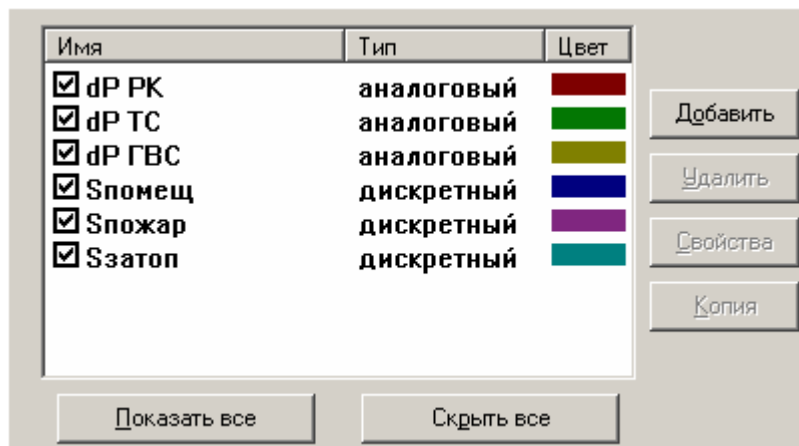 Имя Тип Цвет
dP РК аналоговый
dP ТС аналоговый
dP ГВС аналоговый
Sпомещ дискретный
Sпожар дискретный
Sзатоп дискретный
Добавить
Удалить
Свойства
Копия
Показать все Скрыть все